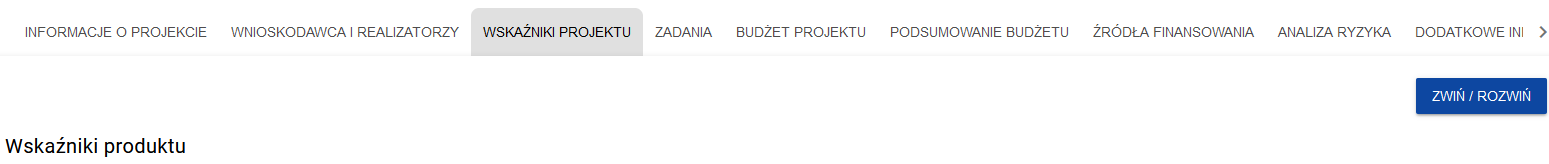 INFORMACJE O PROJEKCIE WNIOSKODAWCA I REALIZATORZY WSKAŹNIKI PROJEKTU ZADANIA BUDŻET PROJEKTU PODSUMOWANIE BUDŻETU ŹRÓDŁA FINANSOWANIA ANALIZA RYZYKA DODATKOWE
ZWIŃ / ROZWIŃ
Wskaźniki produktu